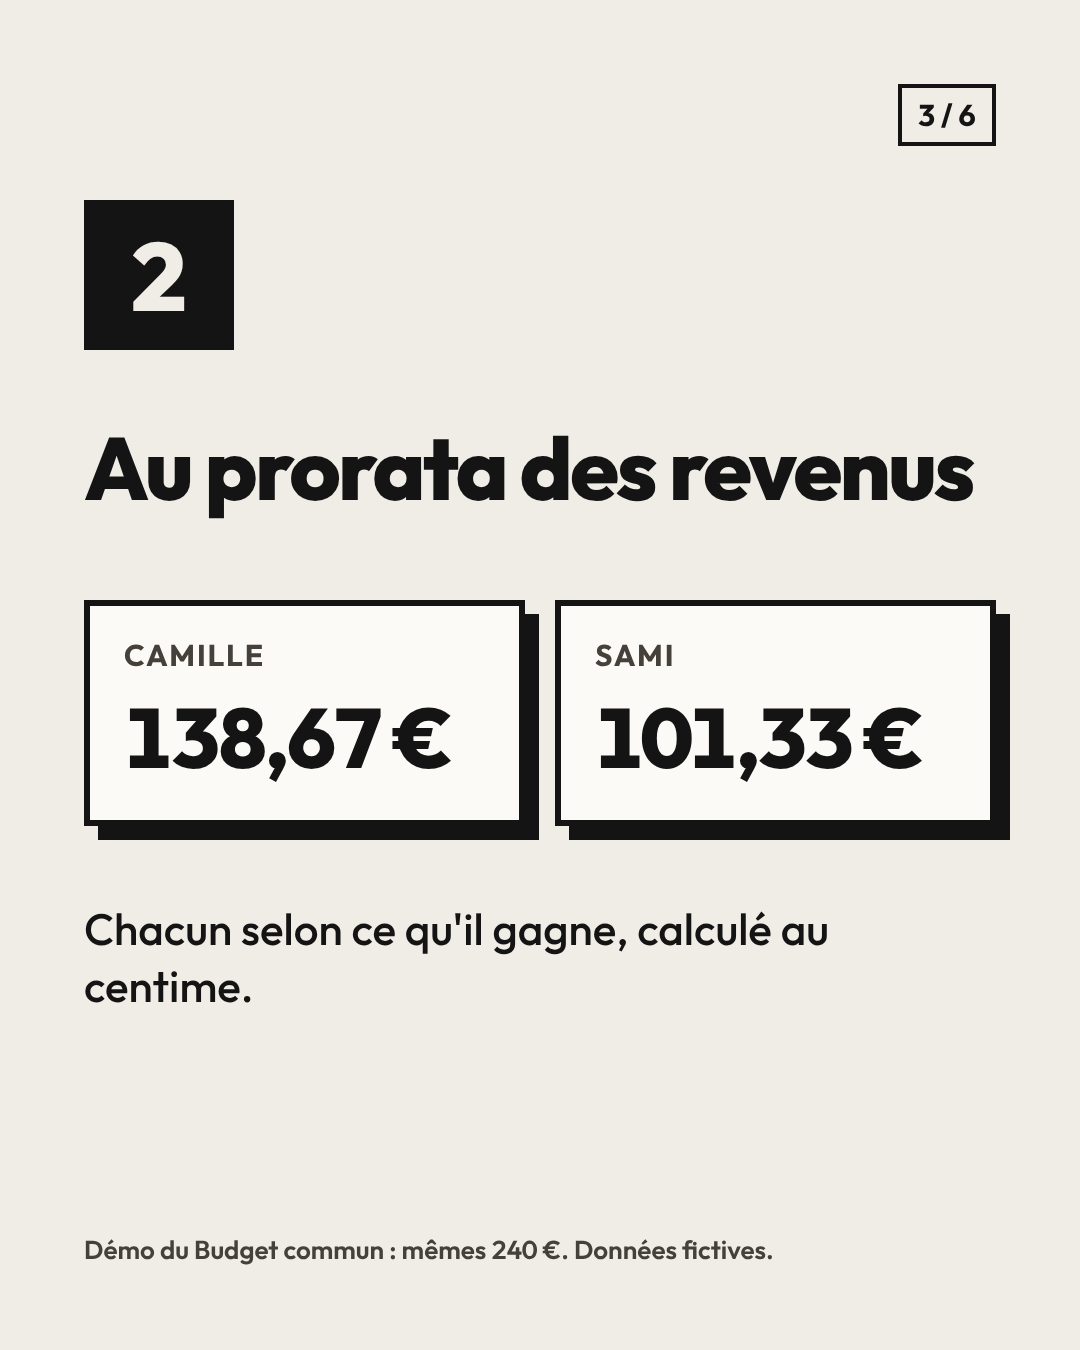 3 / 6
2
Au prorata des revenus
CAMILLE
138,67 €
SAMI
101,33 €
Chacun selon ce qu'il gagne, calculé au
centime.
Démo du Budget commun : mêmes 240 €. Données fictives.